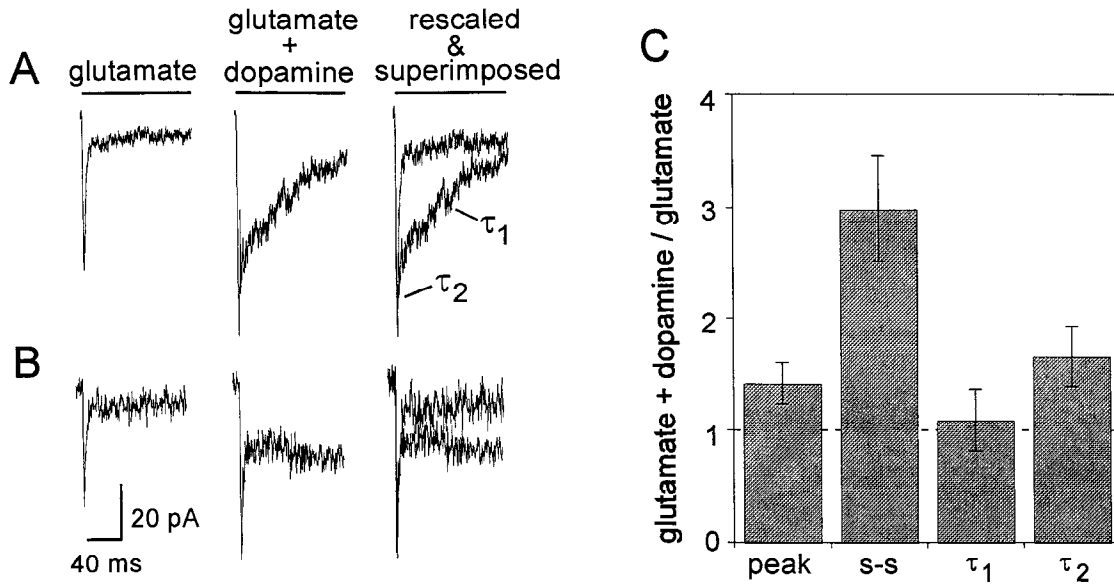 A
glutamate
glutamate
+
dopamine
rescaled
&
superimposed
τ1
τ2
B
20 pA
40 ms
C
glutamate + dopamine / glutamate
4
3
2
1
0
peak
s-s
τ1
τ2